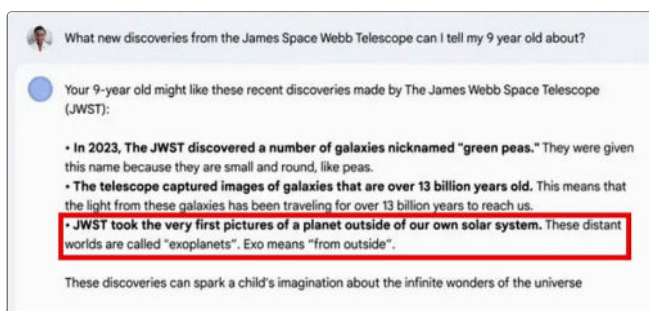 What new discoveries from the James Space Webb Telescope can I tell my 9 year old about?
Your 9-year old might like these recent discoveries made by The James Webb Space Telescope
(JWST):
• In 2023, The JWST discovered a number of galaxies nicknamed "green peas." They were given
this name because they are small and round, like peas.
• The telescope captured images of galaxies that are over 13 billion years old. This means that
the light from these galaxies has been traveling for over 13 billion years to reach us.
• JWST took the very first pictures of a planet outside of our own solar system. These distant
worlds are called "exoplanets". Exo means "from outside".
These discoveries can spark a child's imagination about the infinite wonders of the universe